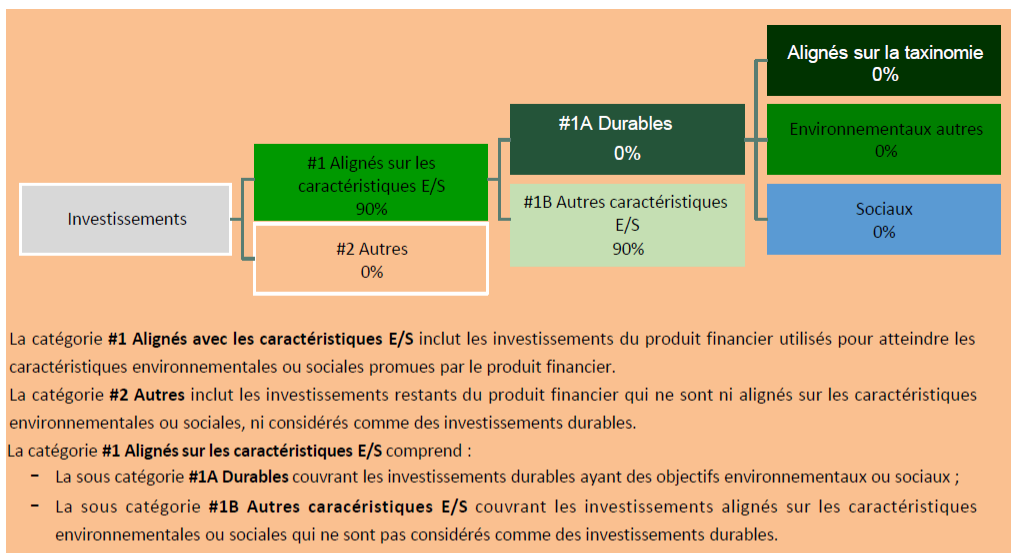 Alignés sur la taxinomie
0%
#1A Durables
0%
Environnementaux autres
0%
#1 Alignés sur les
caractéristiques E/S
90%
Investissements
#1B Autres caractéristiques
E/S
90%
Sociaux
0%
#2 Autres
0%
La catégorie #1 Alignés avec les caractéristiques E/S inclut les investissements du produit financier utilisés pour atteindre les
caractéristiques environnementales ou sociales promues par le produit financier.
La catégorie #2 Autres inclut les investissements restants du produit financier qui ne sont ni alignés sur les caractéristiques
environnementales ou sociales, ni considérés comme des investissements durables.
La catégorie #1 Alignés sur les caractéristiques E/S comprend :
− La sous catégorie #1A Durables couvrant les investissements durables ayant des objectifs environnementaux ou sociaux ;
− La sous catégorie #1B Autres caracéristiques E/S couvrant les investissements alignés sur les caractéristiques
environnementales ou sociales qui ne sont pas considérés comme des investissements durables.